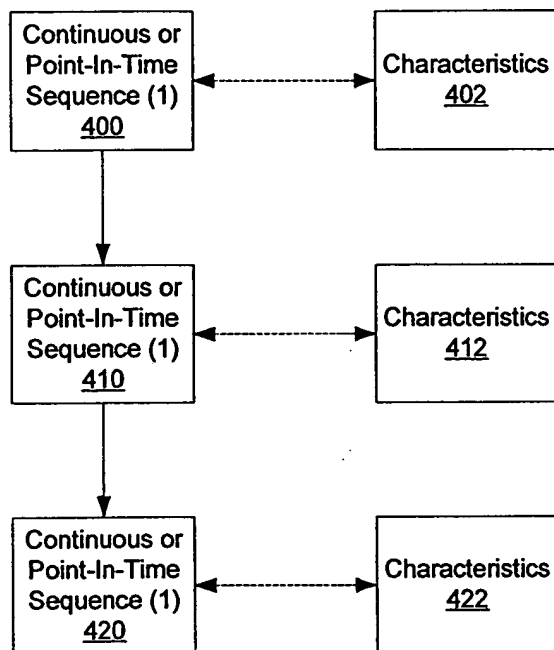 Continuous or
Point-In-Time
Sequence (1)
400
Characteristics
402
Continuous or
Point-In-Time
Sequence (1)
410
Characteristics
412
Continuous or
Point-In-Time
Sequence (1)
420
Characteristics
422